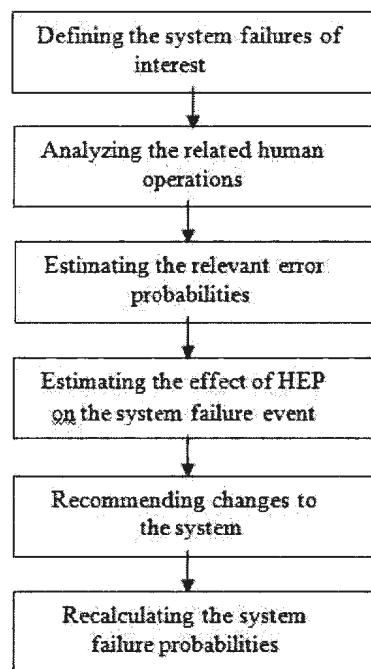 Defining the system failures of
interest
Analyzing the related human
operations
Estimating the relevant error
probabilities
Estimating the effect of HEP
on the system failure event
Recommending changes to
the system
Recalculating the system
failure probabilities